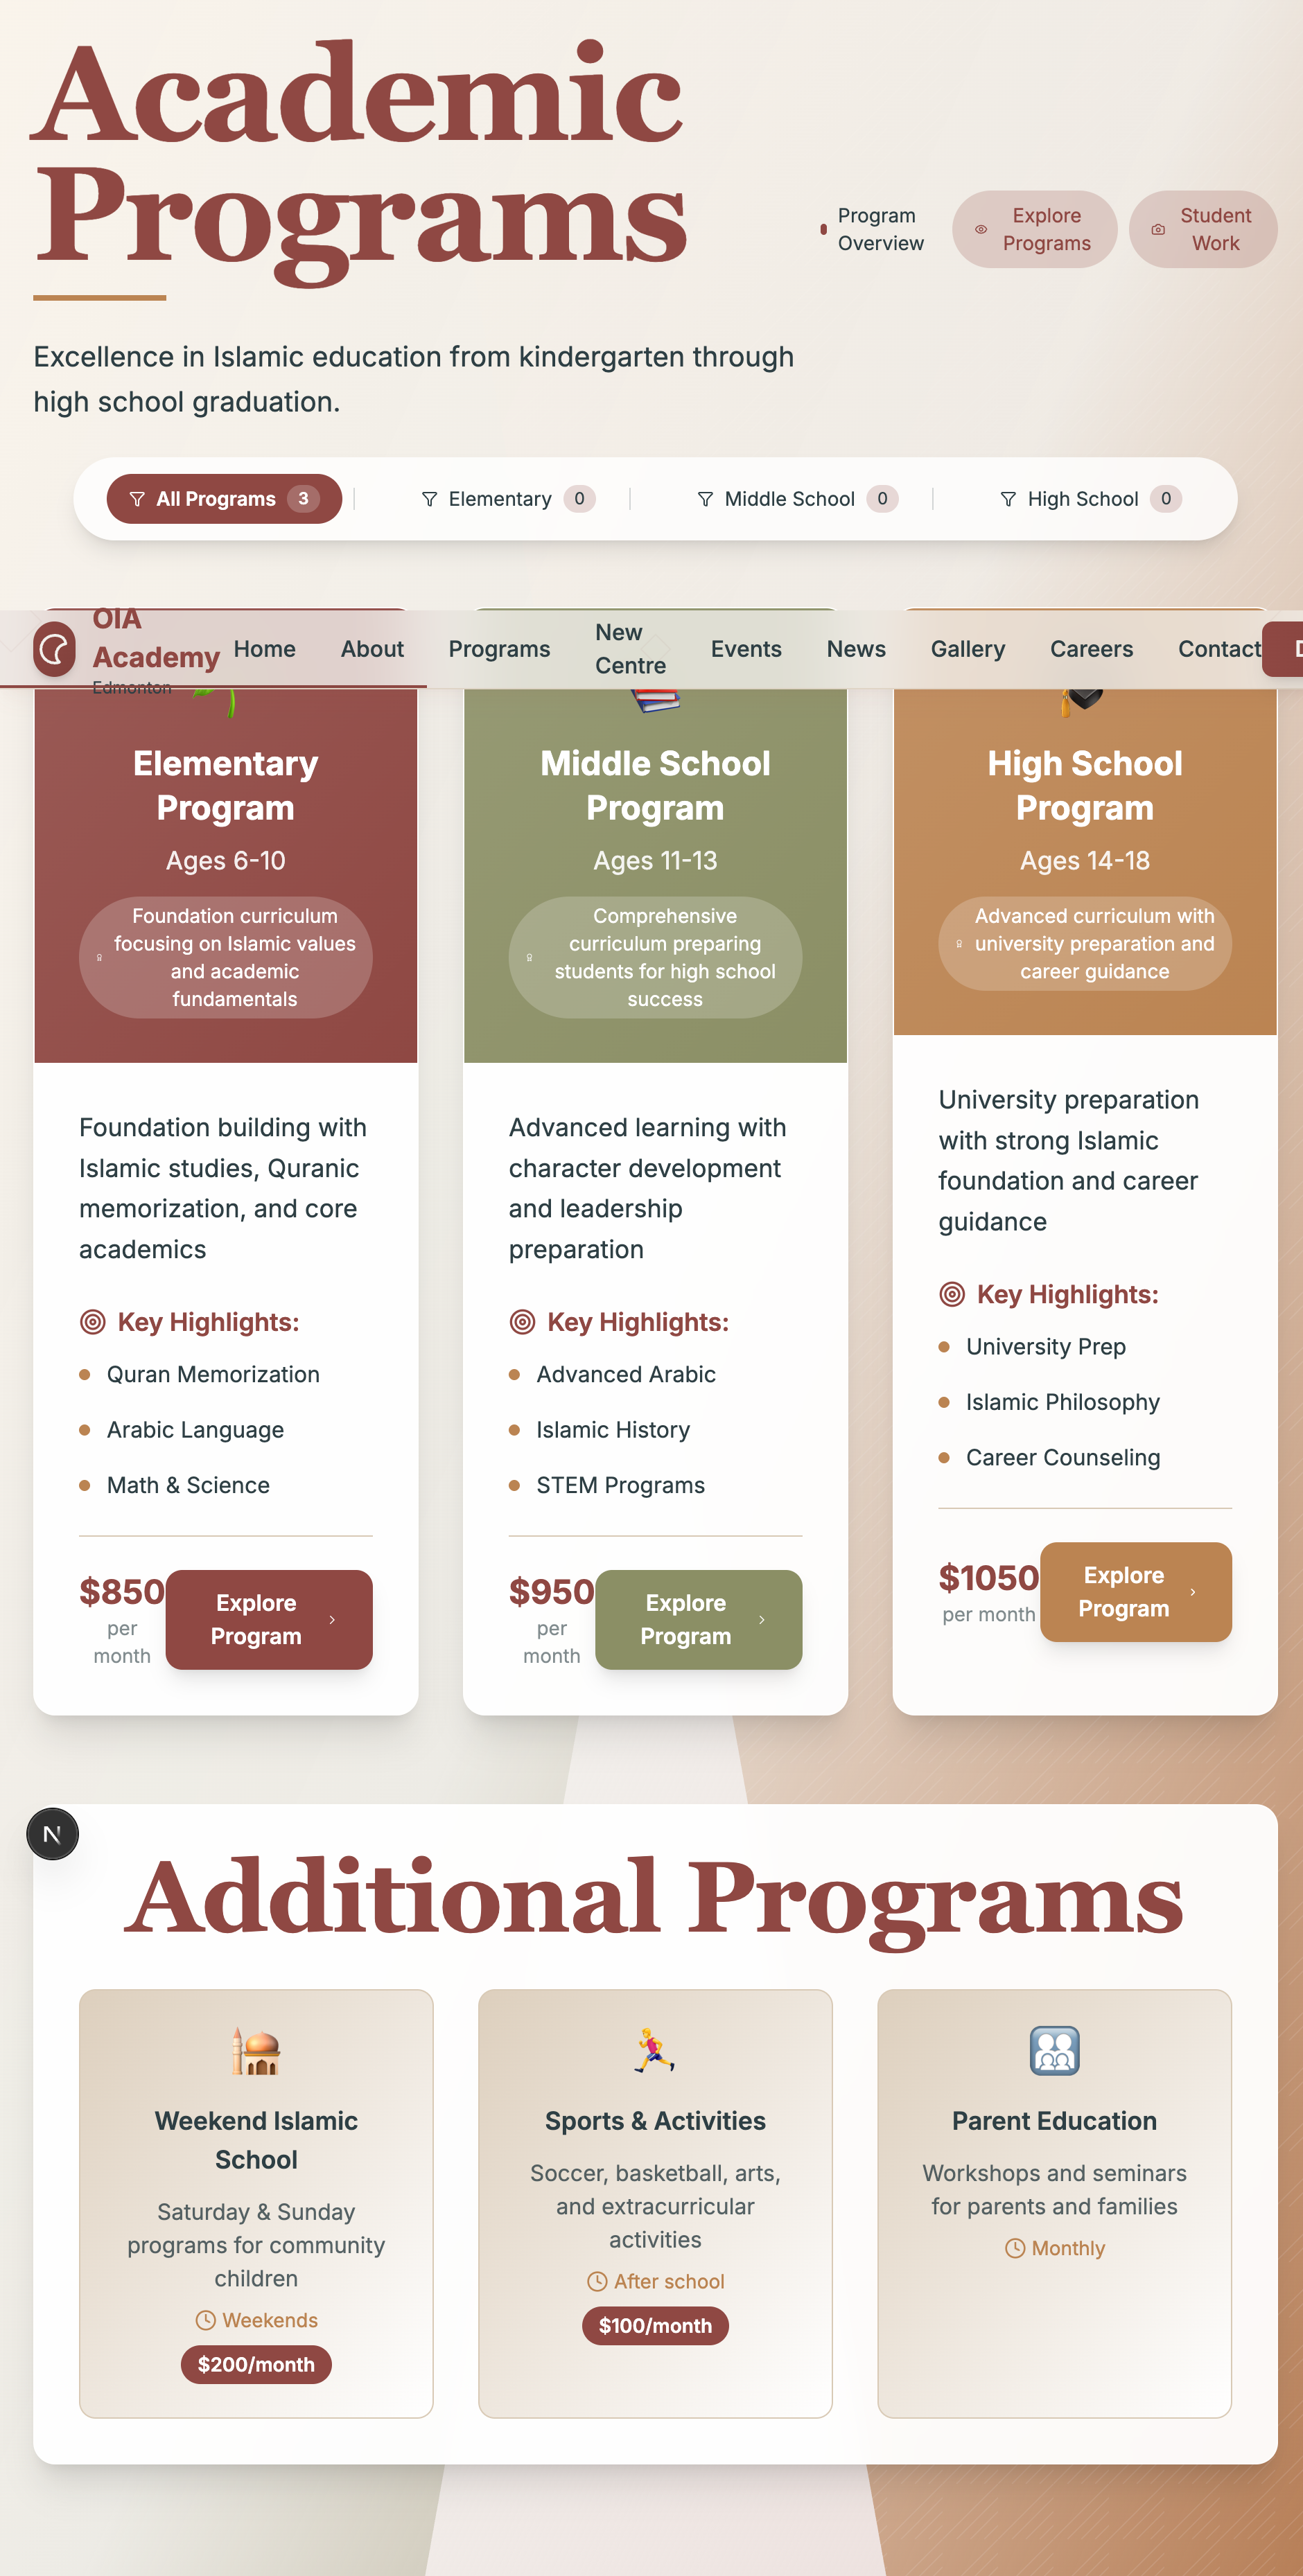 Academic
Programs
Program
Overview
Explore
Programs
Student
Work
Excellence in Islamic education from kindergarten through
high school graduation.
All Programs 3
Elementary 0
Middle School 0
High School 0
OIA
Academy
Edmonton
Home
About
Programs
New
Centre
Events
News
Gallery
Careers
Contact
D
Elementary
Program
Ages 6-10
Foundation curriculum
focusing on Islamic values
and academic
fundamentals
Foundation building with
Islamic studies, Quranic
memorization, and core
academics
Key Highlights:
Quran Memorization
Arabic Language
Math & Science
$850
per
month
Explore
Program
Middle School
Program
Ages 11-13
Comprehensive
curriculum preparing
students for high school
success
Advanced learning with
character development
and leadership
preparation
Key Highlights:
Advanced Arabic
Islamic History
STEM Programs
$950
per
month
Explore
Program
High School
Program
Ages 14-18
Advanced curriculum with
university preparation and
career guidance
University preparation
with strong Islamic
foundation and career
guidance
Key Highlights:
University Prep
Islamic Philosophy
Career Counseling
$1050
per month
Explore
Program
N
Additional Programs
Weekend Islamic
School
Saturday & Sunday
programs for community
children
Weekends
$200/month
Sports & Activities
Soccer, basketball, arts,
and extracurricular
activities
After school
$100/month
Parent Education
Workshops and seminars
for parents and families
Monthly